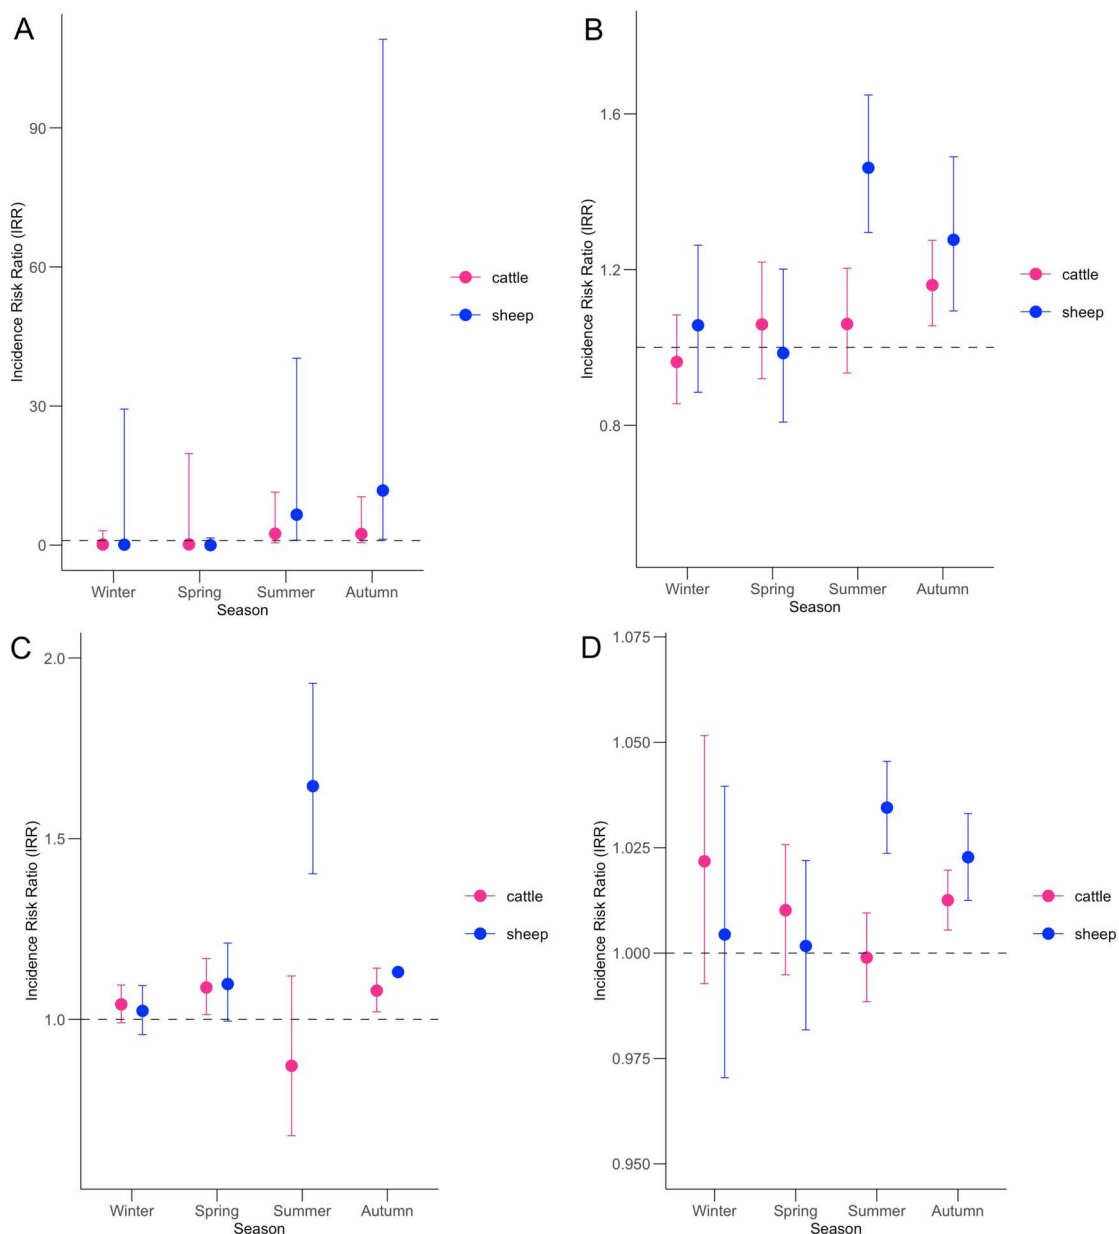 A
Incidence Risk Ratio (IRR)
90
60
30
0
Winter
Spring
Summer
Autumn
Season
cattle
sheep
B
Incidence Risk Ratio (IRR)
1.6
1.2
0.8
Winter
Spring
Summer
Autumn
Season
cattle
sheep
C
Incidence Risk Ratio (IRR)
2.0
1.5
1.0
Winter
Spring
Summer
Autumn
Season
cattle
sheep
D
Incidence Risk Ratio (IRR)
1.075
1.050
1.025
1.000
0.975
0.950
Winter
Spring
Summer
Autumn
Season
cattle
sheep